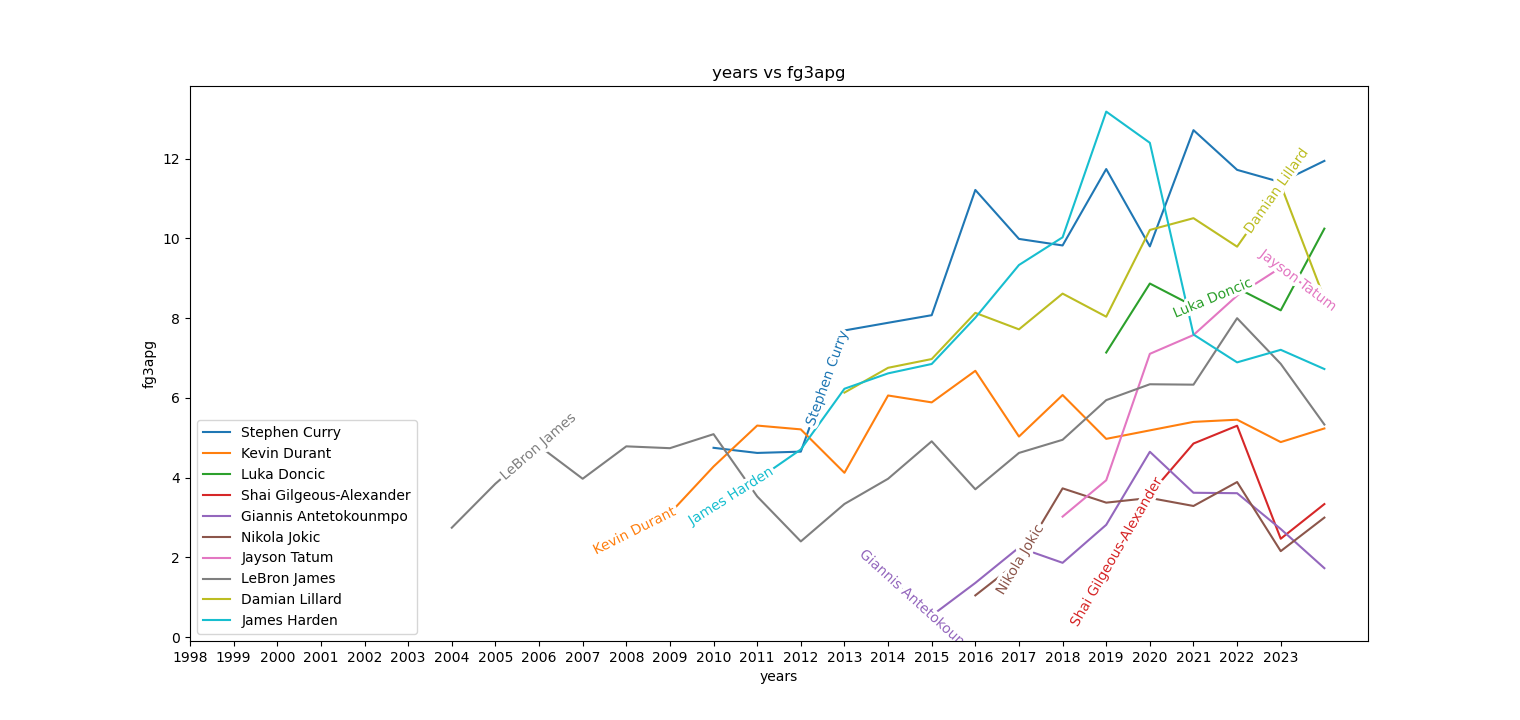 years vs fg3apg
fg3apg
12
10
8
6
4
2
0
Damian Lillard
Jayson Tatum
Luka Doncic
Stephen Curry
LeBron James
James Harden
Kevin Durant
Nikola Jokic
Shai Gilgeous-Alexander
Giannis Antetokoun
Stephen Curry
Kevin Durant
Luka Doncic
Shai Gilgeous-Alexander
Giannis Antetokounmpo
Nikola Jokic
Jayson Tatum
LeBron James
Damian Lillard
James Harden
1998 1999 2000 2001 2002 2003 2004 2005 2006 2007 2008 2009 2010 2011 2012 2013 2014 2015 2016 2017 2018 2019 2020 2021 2022 2023
years